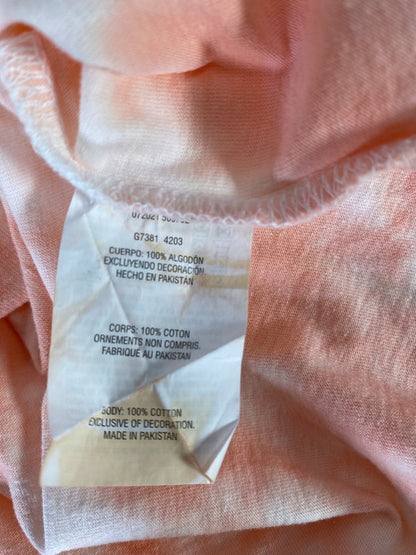 G7381 4203
CUERPO: 100% ALGODÓN
EXCLUYENDO DECORACIÓN.
HECHO EN PAKISTÁN
CORPS: 100% COTON
ORNEMENTS NON COMPRIS.
FABRIQUÉ AU PAKISTAN
BODY: 100% COTTON
EXCLUSIVE OF DECORATION.
MADE IN PAKISTAN